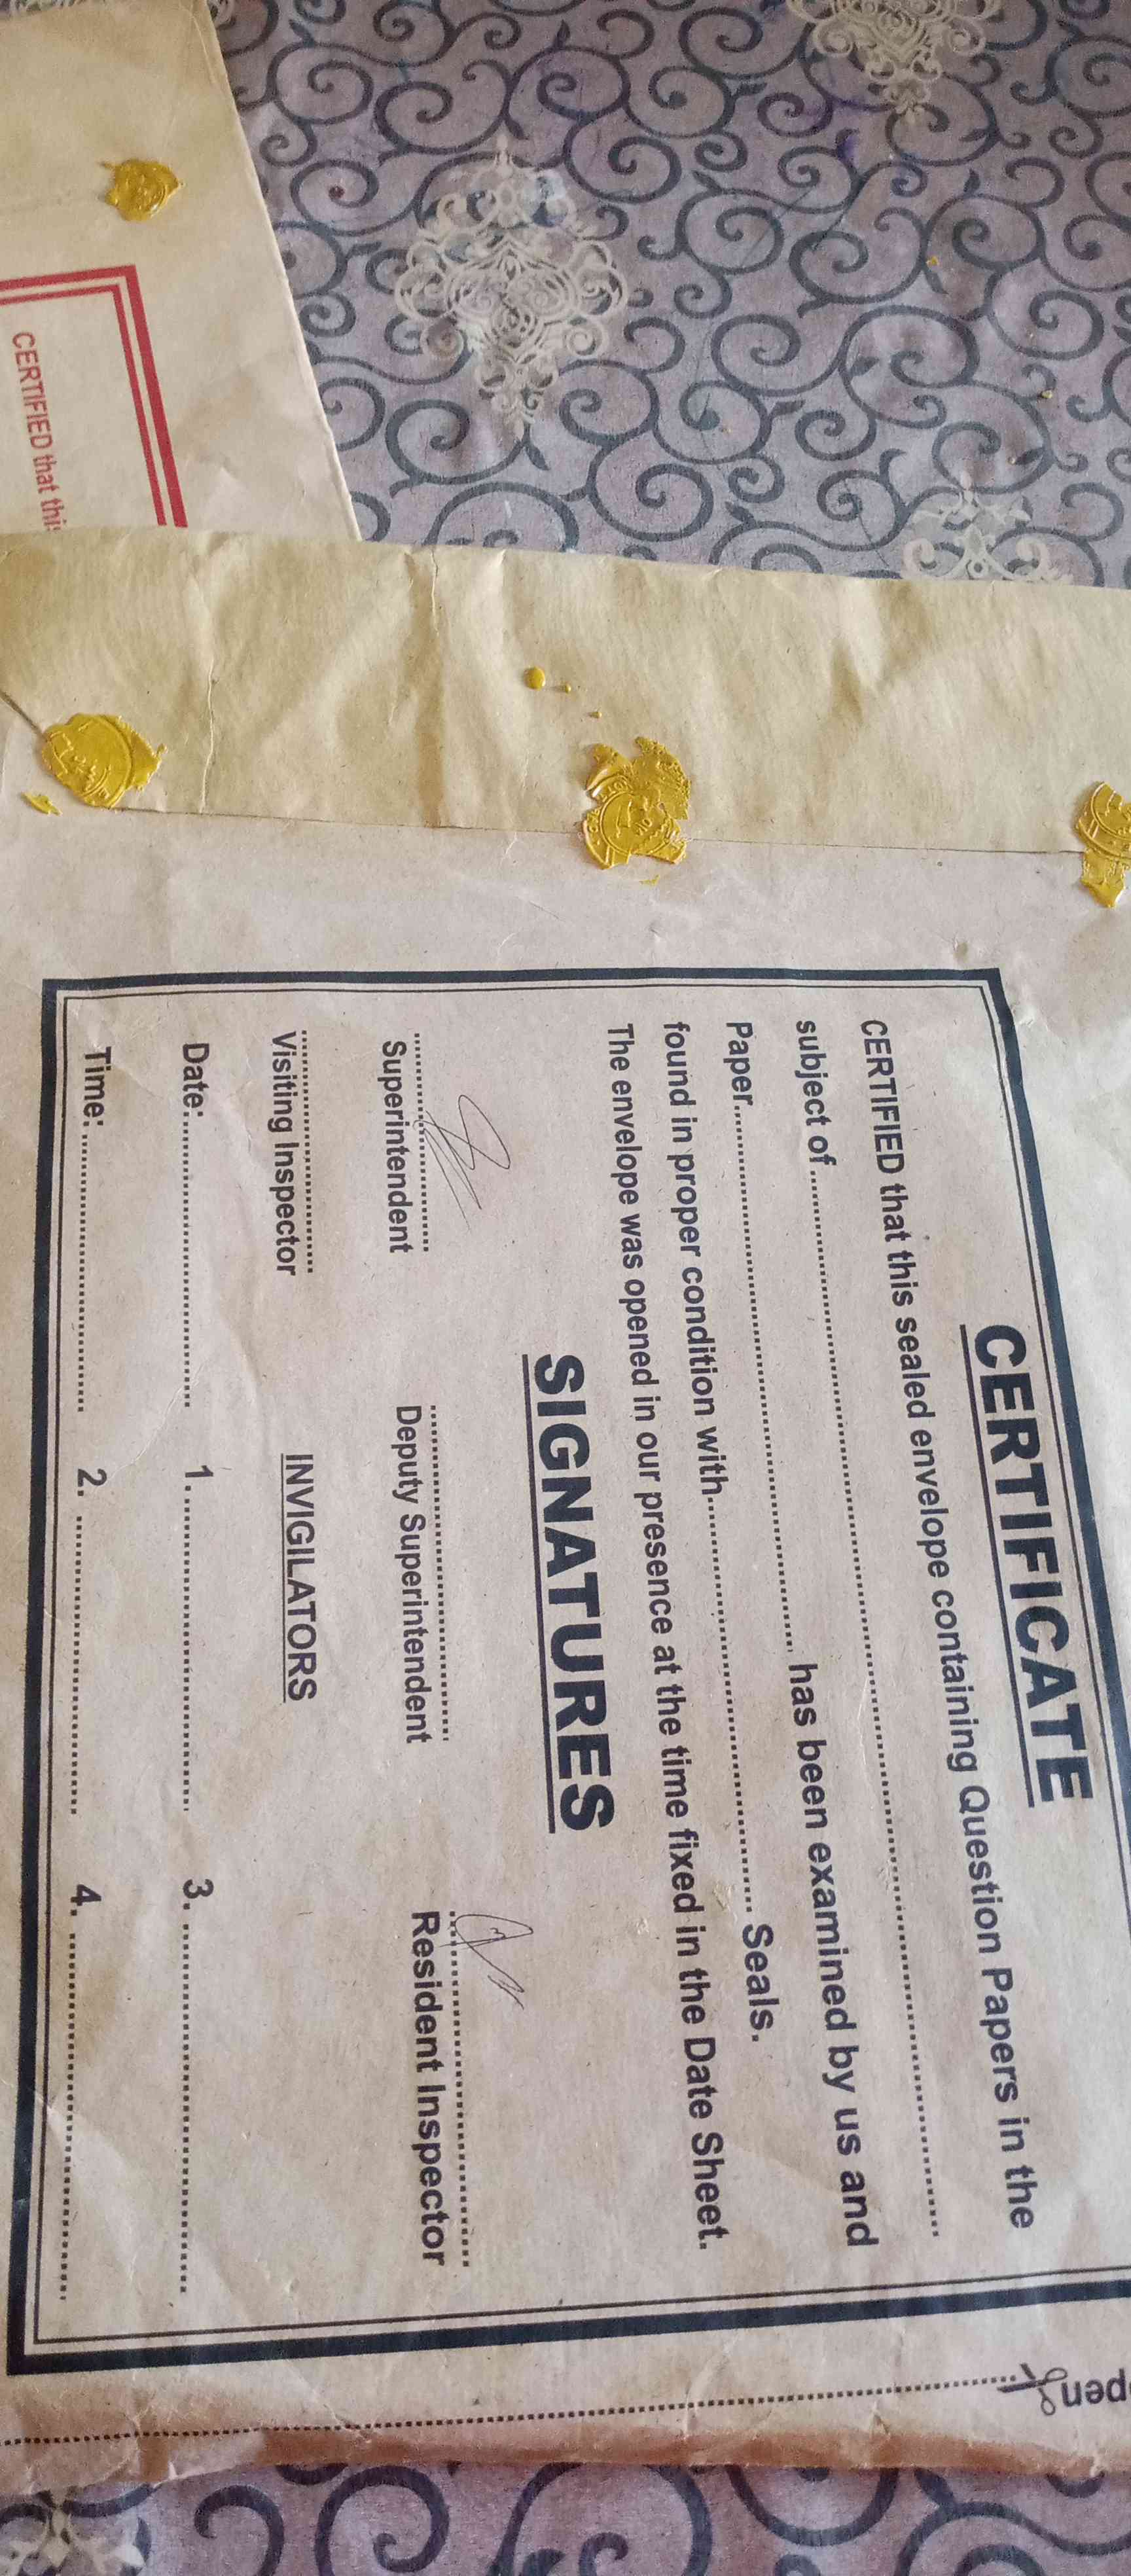 CERTIFIED that this
CERTIFICATE
CERTIFIED that this sealed envelope containing Question Papers in the
subject of ........................................
Paper........................................ has been examined by us and
found in proper condition with........................................ Seals.
The envelope was opened in our presence at the time fixed in the Date Sheet.
SIGNATURES
Superintendent Deputy Superintendent Resident Inspector
Visiting Inspector INVIGILATORS
Date:.............................. 1. .............................. 3. ..............................
Time: .............................. 2. .............................. 4. ..............................
pen